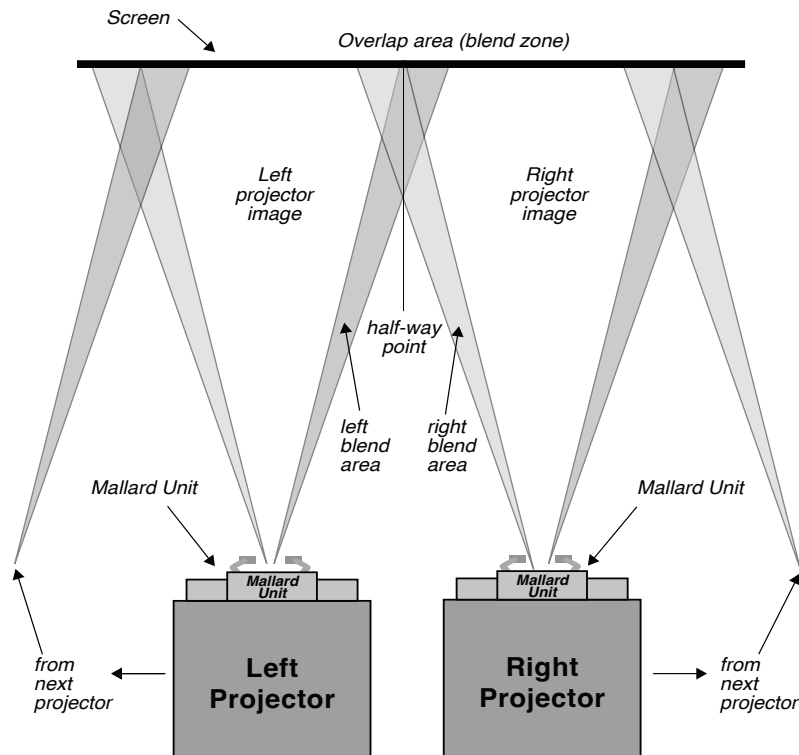 Screen
Overlap area (blend zone)
Left
projector
image
Right
projector
image
half-way
point
left
blend
area
right
blend
area
Mallard Unit
Mallard Unit
Mallard
Unit
Mallard
Unit
from
next
projector
Left
Projector
Right
Projector
from
next
projector